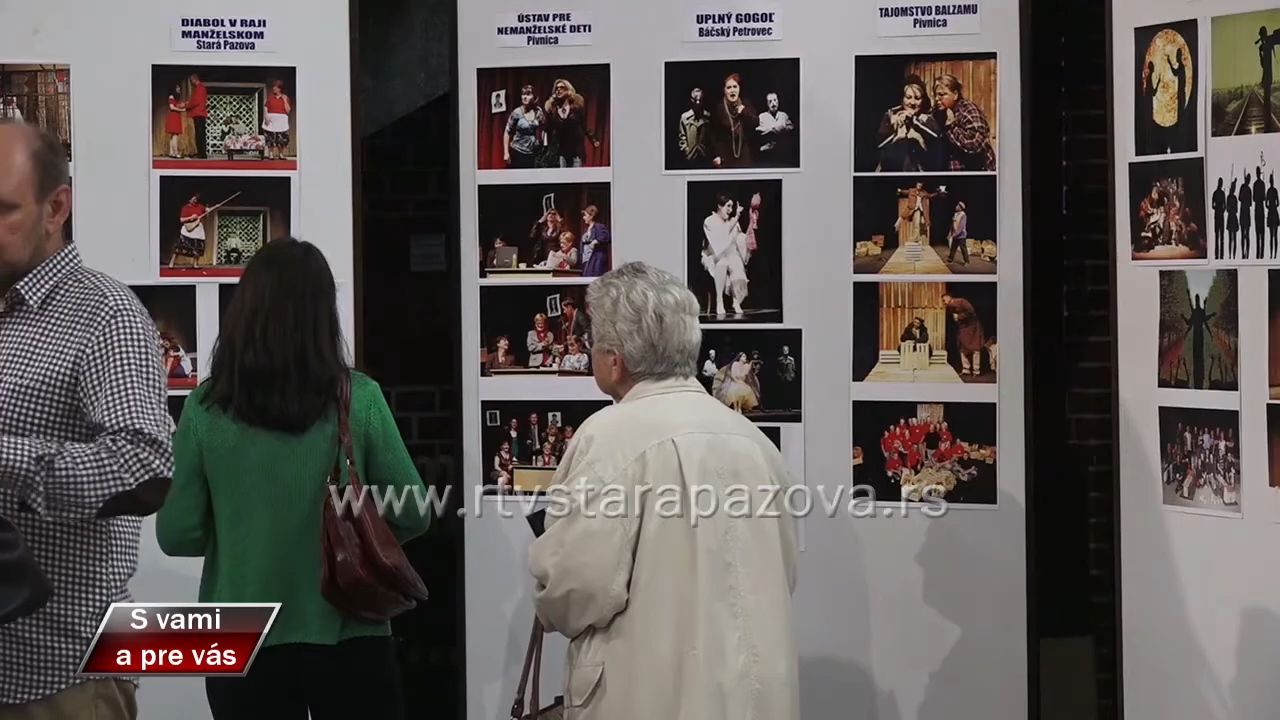 DIABOL V RAJI
MANŽELSKOM
Stará Pazova
ÚSTAV PRE
NEMANŽELSKÉ DETI
Pivnica
UPLNÝ GOGOĽ
Báčský Petrovec
TAJOMSTVO BALZAMU
Pivnica
www.rtvstarapazova.rs
S vami
a pre vás